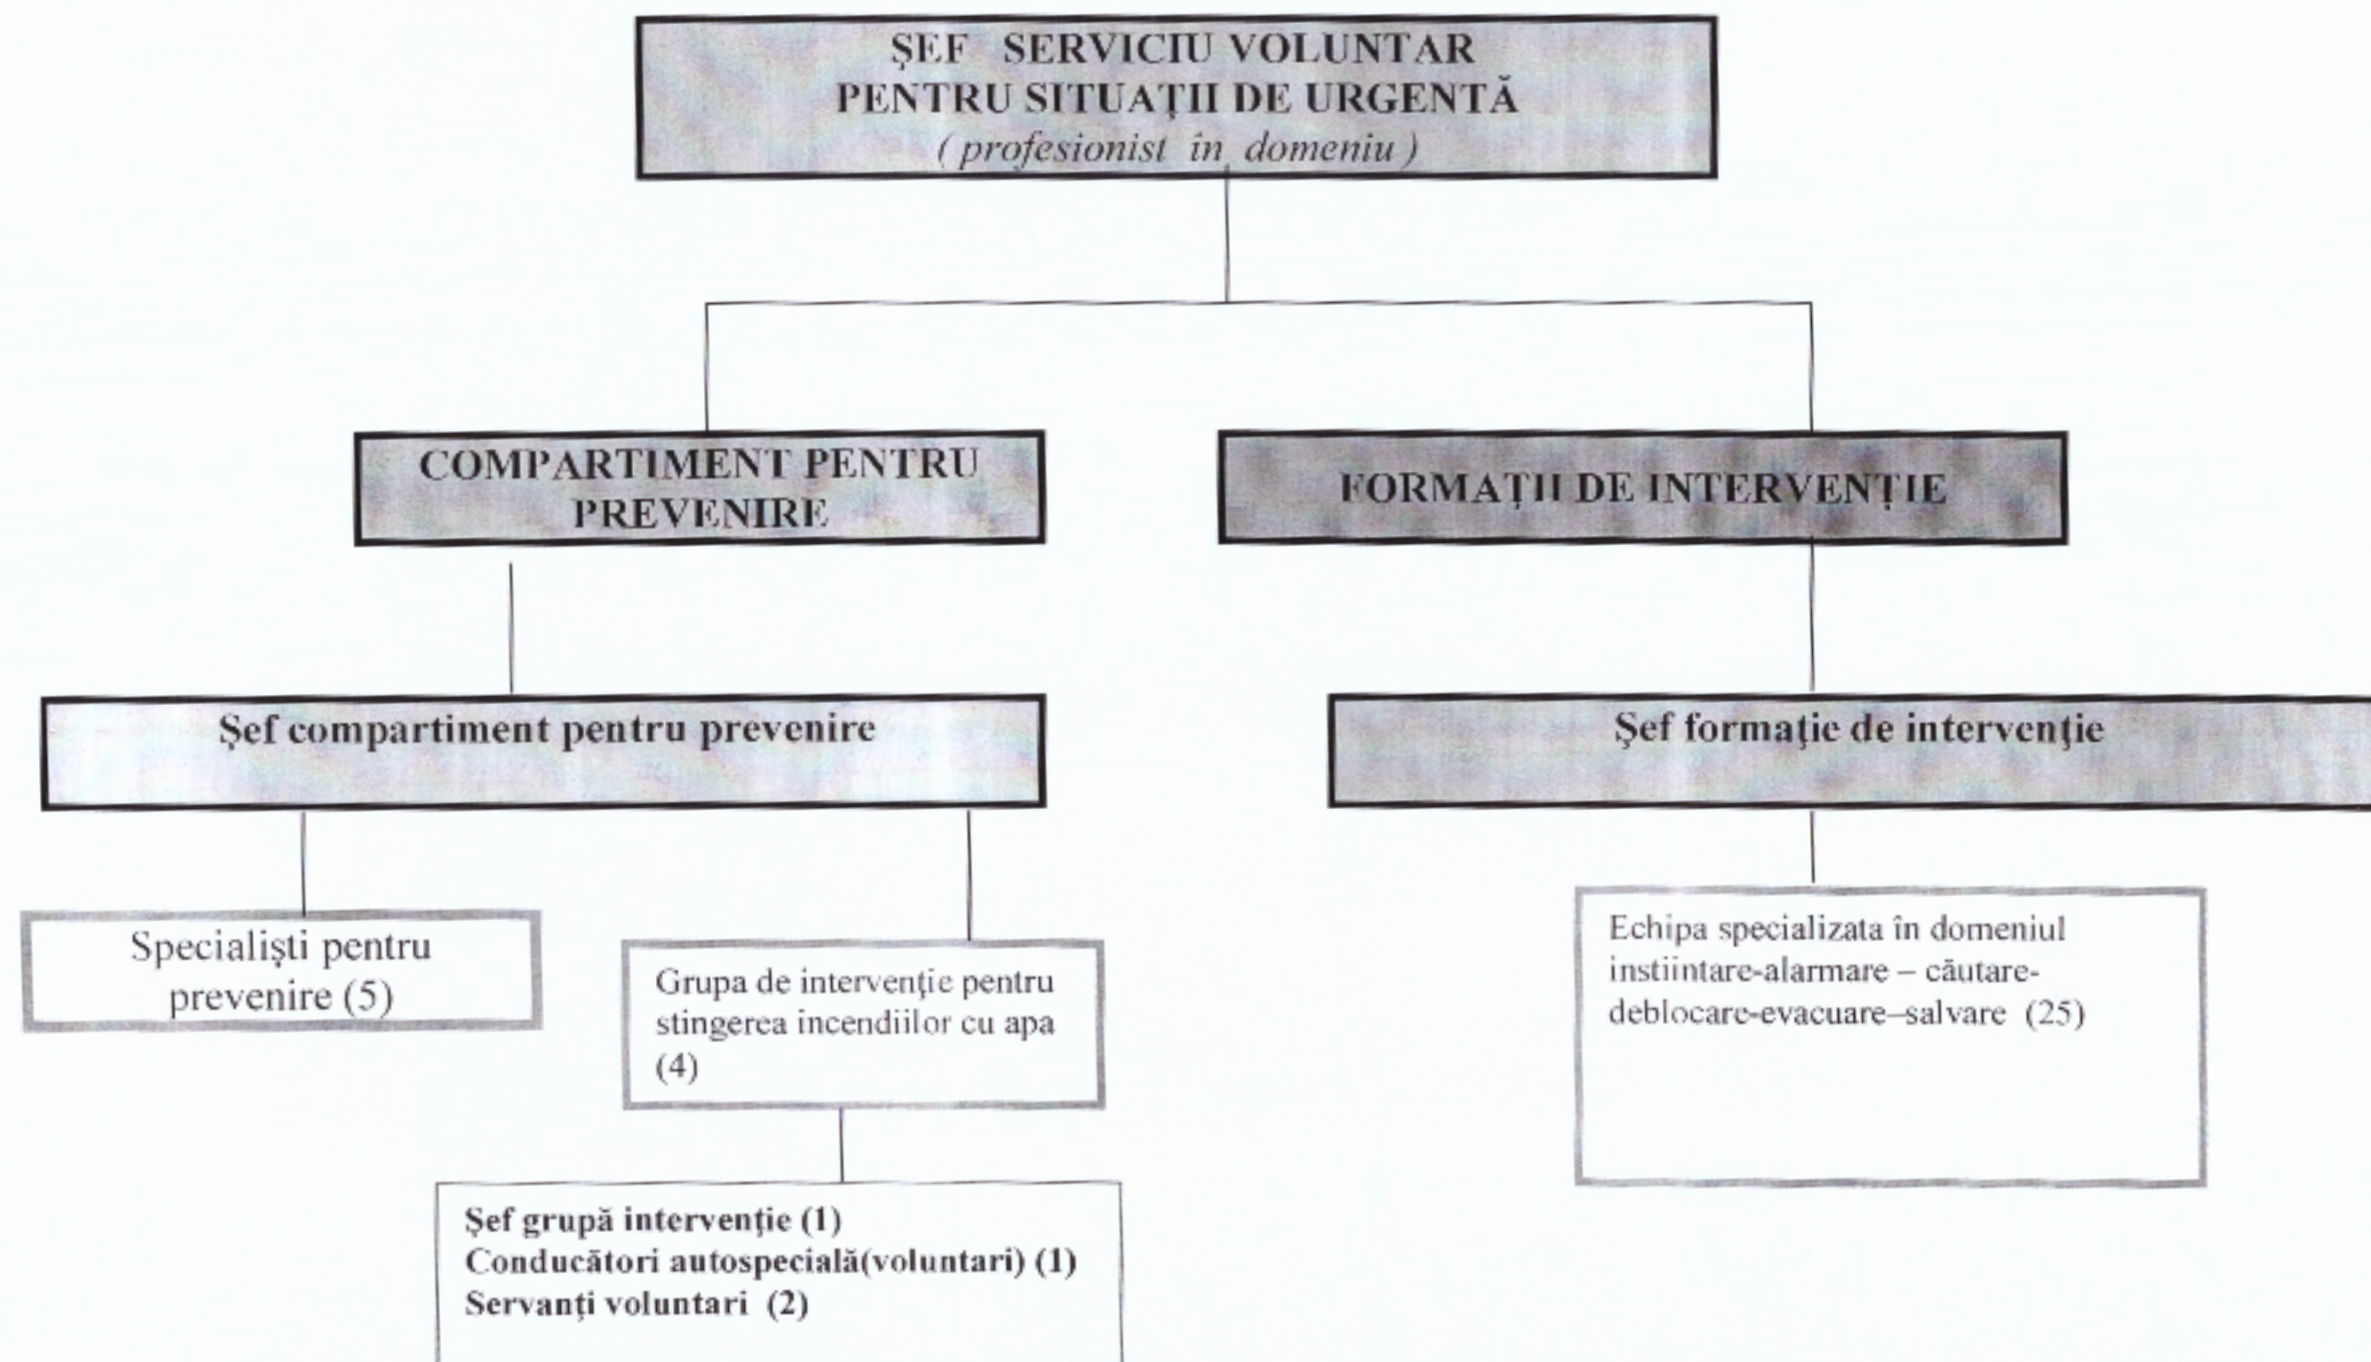 ŞEF SERVICIU VOLUNTAR
PENTRU SITUAŢII DE URGENTĂ
( profesionist în domeniu )
COMPARTIMENT PENTRU
PREVENIRE
FORMAŢII DE INTERVENŢIE
Şef compartiment pentru prevenire
Şef formaţie de intervenţie
Specialişti pentru
prevenire (5)
Grupa de intervenţie pentru
stingerea incendiilor cu apa
(4)
Echipa specializata în domeniul
instiintare-alarmare – căutare-
deblocare-evacuare–salvare (25)
Şef grupă intervenţie (1)
Conducători autospecială(voluntari) (1)
Servanţi voluntari (2)